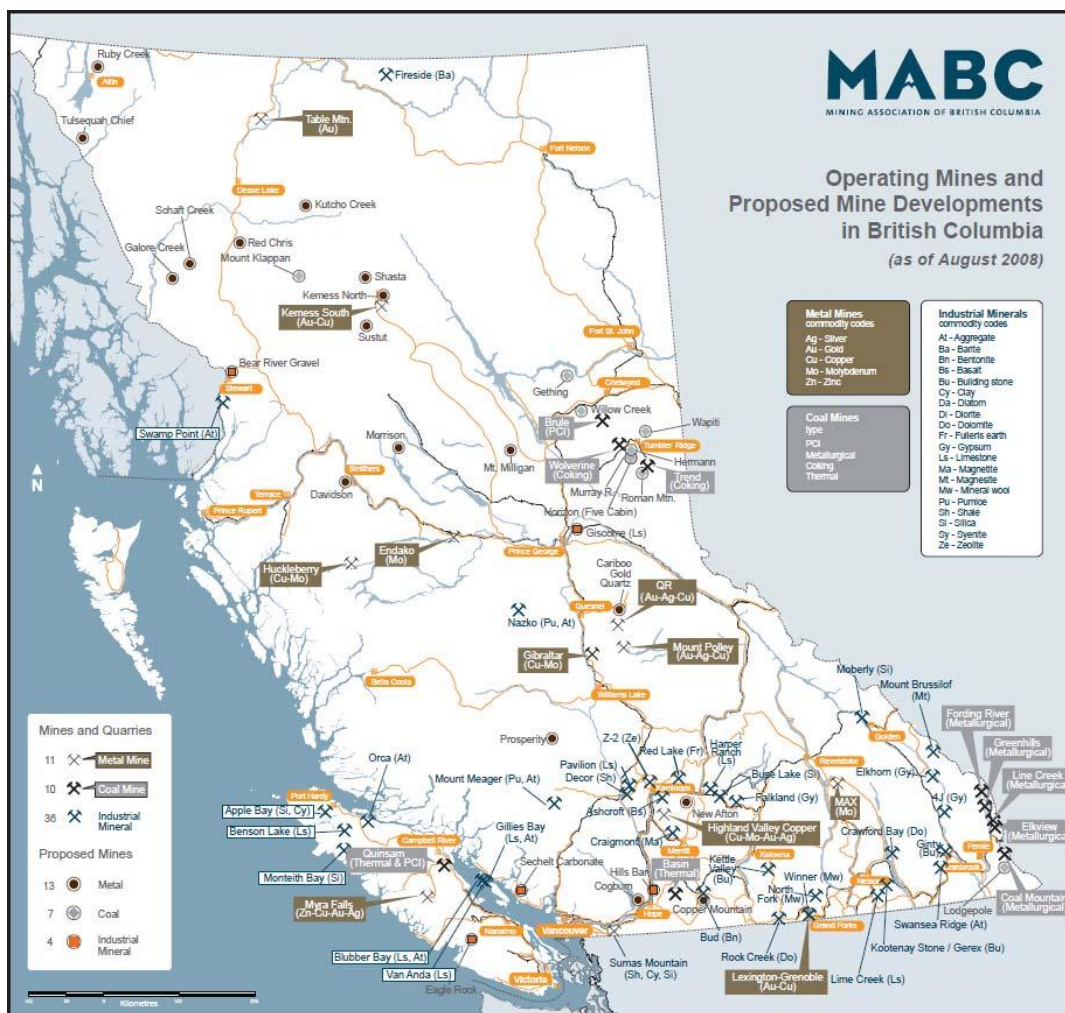 MABC
MINING ASSOCIATION OF BRITISH COLUMBIA
Operating Mines and
Proposed Mine Developments
in British Columbia
(as of August 2008)
Metal Mines
commodity codes
Ag - Silver
Au - Gold
Cu - Copper
Mo - Molybdenum
Zn - Zinc
Coal Mines
type
PCI
Metallurgical
Coking
Thermal
Industrial Minerals
commodity codes
At - Aggregate
Ba - Barite
Bn - Bentonite
Bs - Basalt
Bu - Building stone
Cy - Clay
Da - Diatom
Di - Diorite
Do - Dolomite
Fr - Fullers earth
Gy - Gypsum
Ls - Limestone
Ma - Magnetite
Mt - Magnesite
Mw - Mineral wool
Pu - Pumice
Sh - Shale
Si - Silica
Sy - Syenite
Ze - Zeolite
Ruby Creek
Atlin
Fireside (Ba)
Tulsequah Chief
Table Mtn.
(Au)
Fort Nelson
Dease Lake
Kutcho Creek
Schaft Creek
Red Chris
Galore Creek
Mount Klappan
Shasta
Kemess North
Kemess South
(Au-Cu)
Sustut
Fort St. John
Bear River Gravel
Stewart
Swamp Point (At)
Gething
Chetwynd
Willow Creek
Brule
(PCI)
Wapiti
Tumbler Ridge
Morrison
Mt. Milligan
Wolverine
(Coking)
Hermann
Trend
(Coking)
Murray R.
Roman Mtn.
Horizon (Five Cabin)
Smithers
Davidson
Terrace
Prince Rupert
N
Giscome (Ls)
Prince George
Endako
(Mo)
Huckleberry
(Cu-Mo)
Cariboo
Gold
Quartz
QR
(Au-Ag-Cu)
Quesnel
Nazko (Pu, At)
Gibraltar
(Cu-Mo)
Mount Polley
(Au-Ag-Cu)
Bella Coola
Williams Lake
Moberly (Si)
Mount Brussilof
(Mt)
Fording River
(Metallurgical)
Greenhills
(Metallurgical)
Line Creek
(Metallurgical)
Elkview
(Metallurgical)
Coal Mountain
(Metallurgical)
Golden
Revelstoke
Elkhorn (Gy)
4J (Gy)
Prosperity
Z-2 (Ze)
Red Lake (Fr)
Harper
Ranch
(Ls)
Buse Lake (Si)
Pavilion (Ls)
Decor (Sh)
Kamloops
Falkland (Gy)
Ashcroft (Bs)
New Afton
MAX
(Mo)
Highland Valley Copper
(Cu-Mo-Au-Ag)
Craigmont (Ma)
Merritt
Crawford Bay (Do)
Ginty
(Bu)
Fernie
Cranbrook
Orca (At)
Mount Meager (Pu, At)
Port Hardy
Apple Bay (Si, Cy)
Benson Lake (Ls)
Monteith Bay (Si)
Campbell River
Gillies Bay
(Ls, At)
Quinsam
(Thermal & PCI)
Myra Falls
(Zn-Cu-Au-Ag)
Sechelt Carbonate
Hills Bar
Cogburn
Basin
(Thermal)
Kettle
Valley
(Bu)
Kelowna
Winner (Mw)
North
Fork (Mw)
Nelson
Lodgepole
Copper Mountain
Hope
Vancouver
Nanaimo
Victoria
Grand Forks
Swansea Ridge (At)
Kootenay Stone / Gerex (Bu)
Bud (Bn)
Rock Creek (Do)
Lime Creek (Ls)
Lexington-Grenoble
(Au-Cu)
Sumas Mountain
(Sh, Cy, Si)
Blubber Bay (Ls, At)
Van Anda (Ls)
Eagle Rock
Mines and Quarries
11 Metal Mine
10 Coal Mine
36 Industrial
Mineral
Proposed Mines
13 Metal
7 Coal
4 Industrial
Mineral
Kilometres